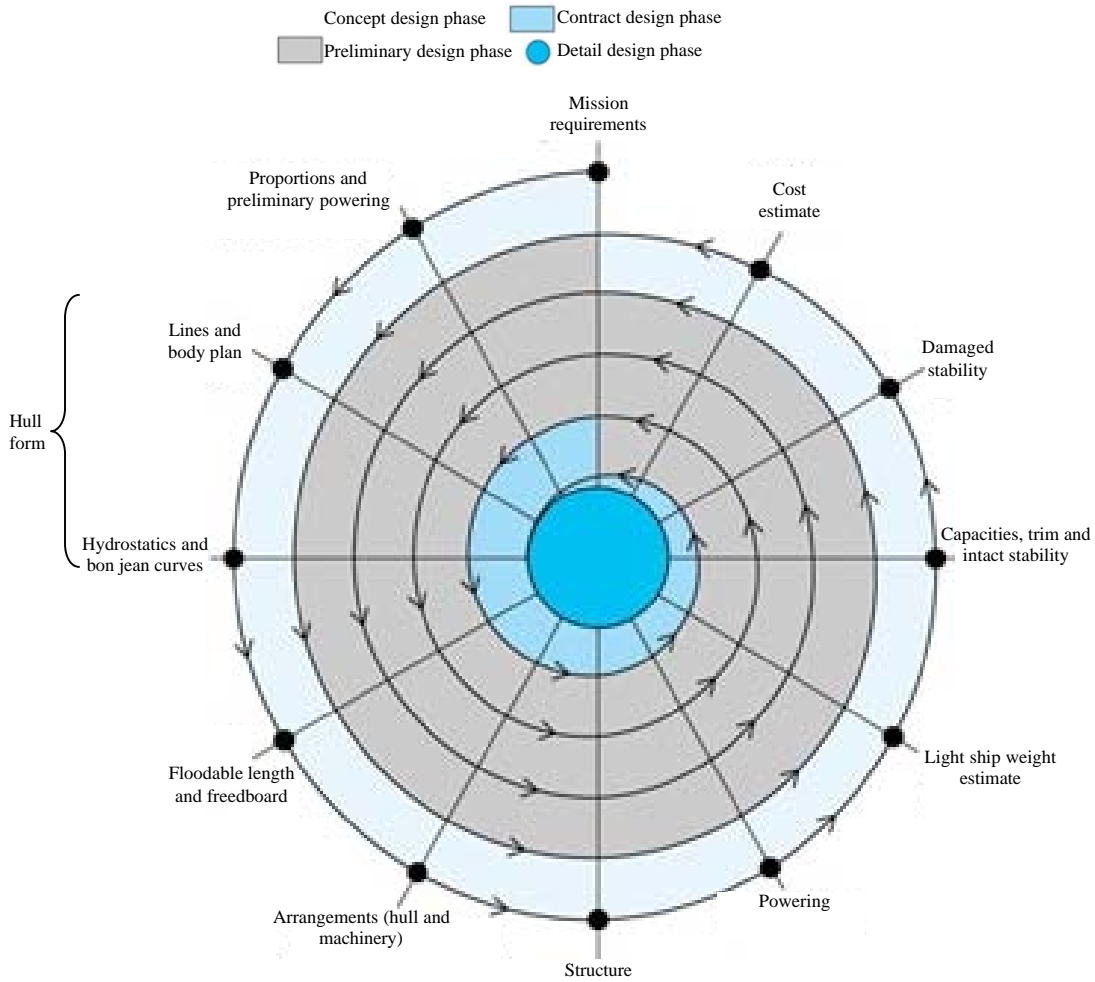 Concept design phase
Contract design phase
Preliminary design phase
Detail design phase
Mission
requirements
Proportions and
preliminary powering
Cost
estimate
Lines and
body plan
Damaged
stability
Hull
form
Hydrostatics and
bon jean curves
Capacities, trim and
intact stability
Floodable length
and freedboard
Light ship weight
estimate
Arrangements (hull and
machinery)
Powering
Structure